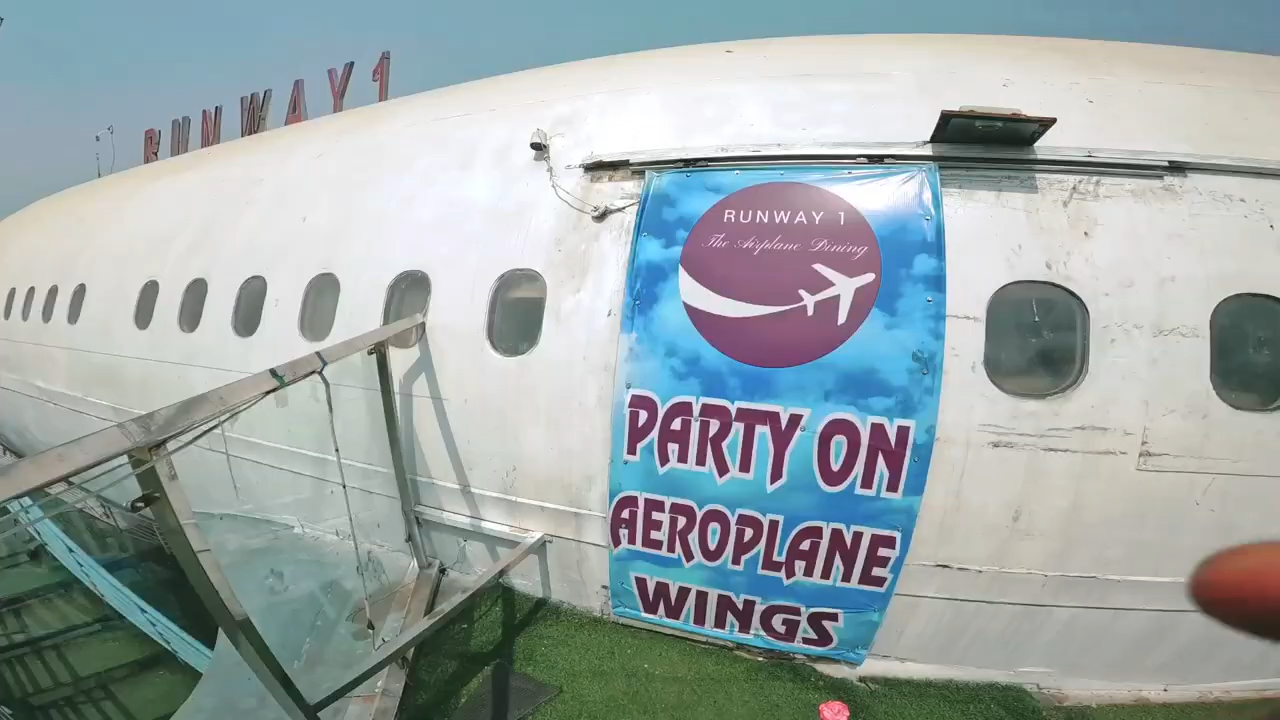 RUNWAY 1
RUNWAY 1
The Airplane Dining
PARTY ON
AEROPLANE
WINGS